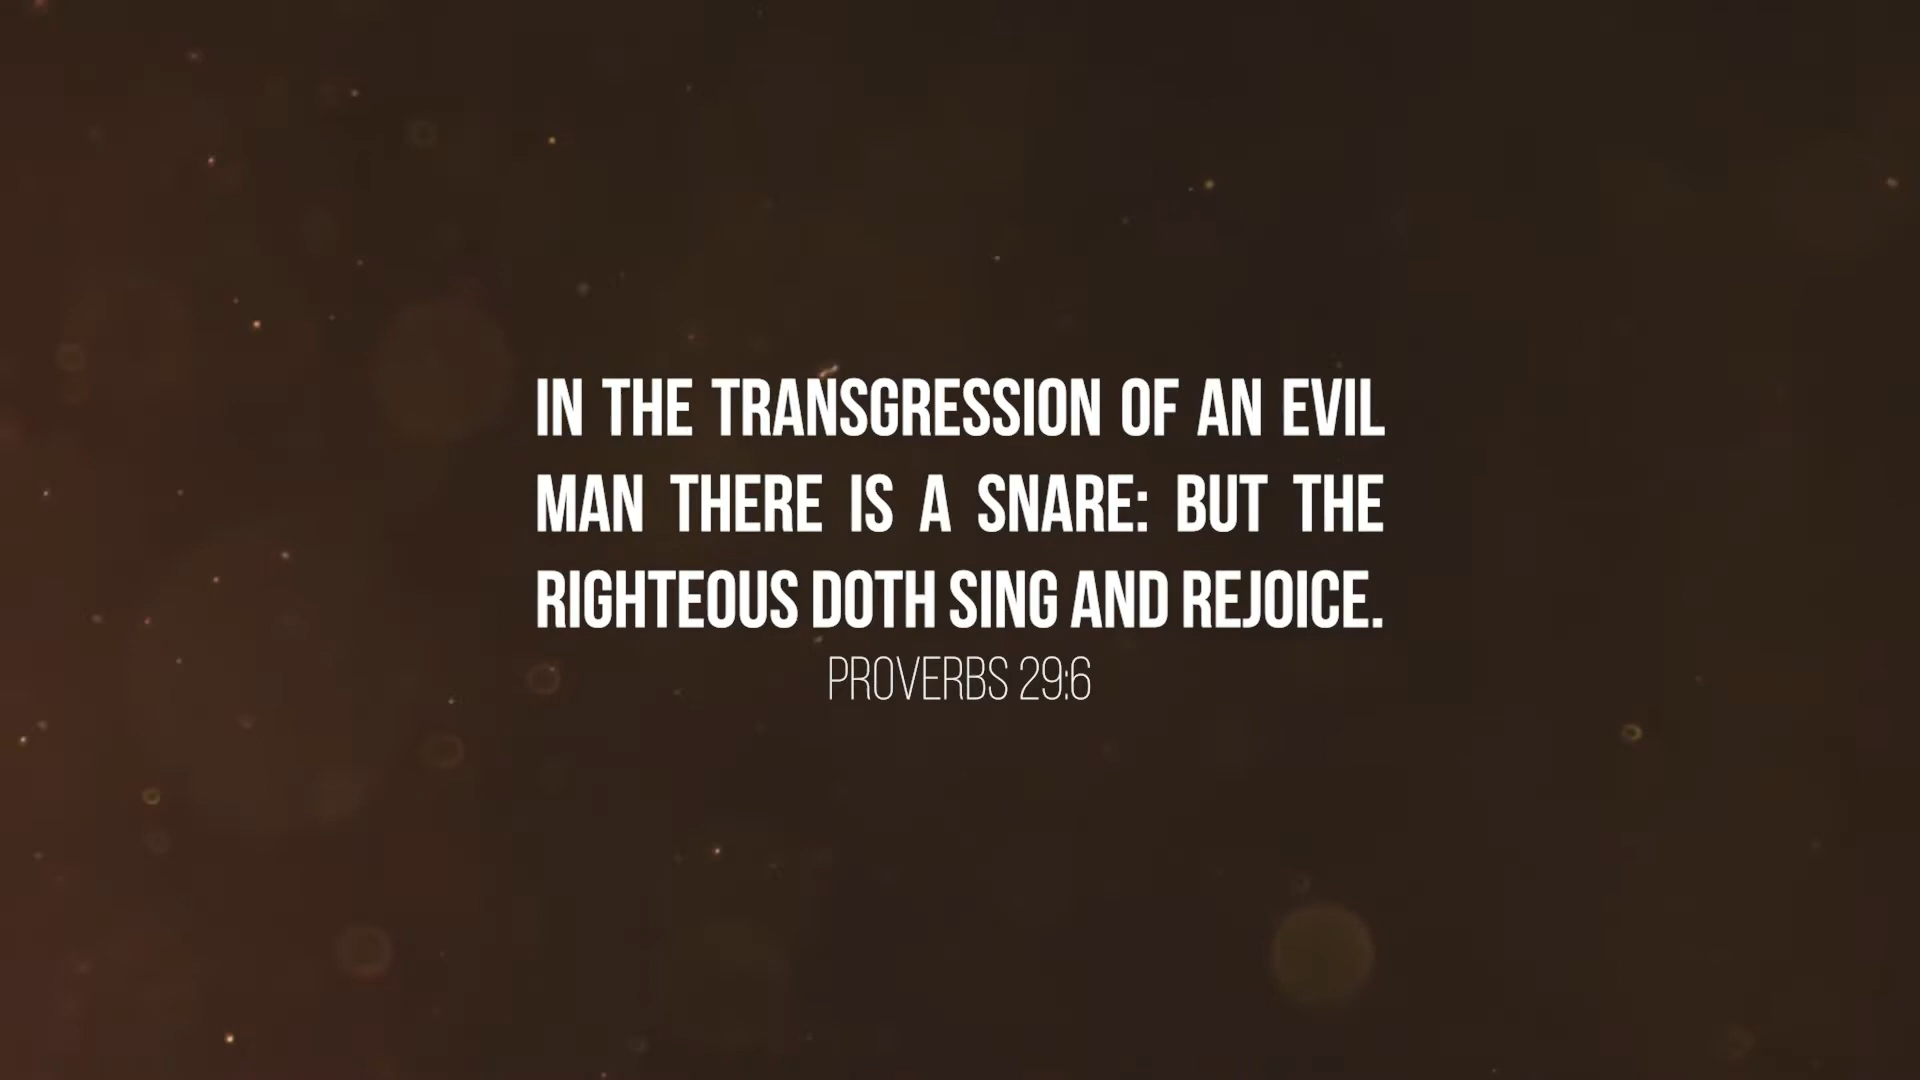 IN THE TRANSGRESSION OF AN EVIL
MAN THERE IS A SNARE: BUT THE
RIGHTEOUS DOTH SING AND REJOICE.
PROVERBS 29:6